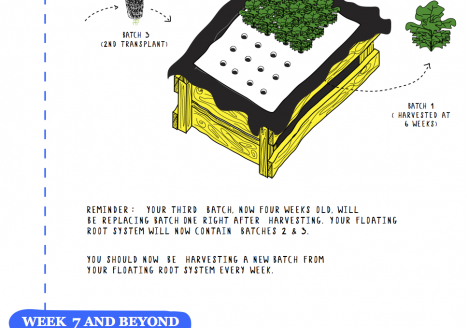 BATCH 3
(2ND TRANSPLANT)
BATCH 1
( HARVESTED AT
6 WEEKS)
REMINDER : YOUR THIRD BATCH, NOW FOUR WEEKS OLD, WILL
BE REPLACING BATCH ONE RIGHT AFTER HARVESTING. YOUR FLOATING
ROOT SYSTEM WILL NOW CONTAIN BATCHES 2 & 3.
YOU SHOULD NOW BE HARVESTING A NEW BATCH FROM
YOUR FLOATING ROOT SYSTEM EVERY WEEK.
WEEK 7 AND BEYOND